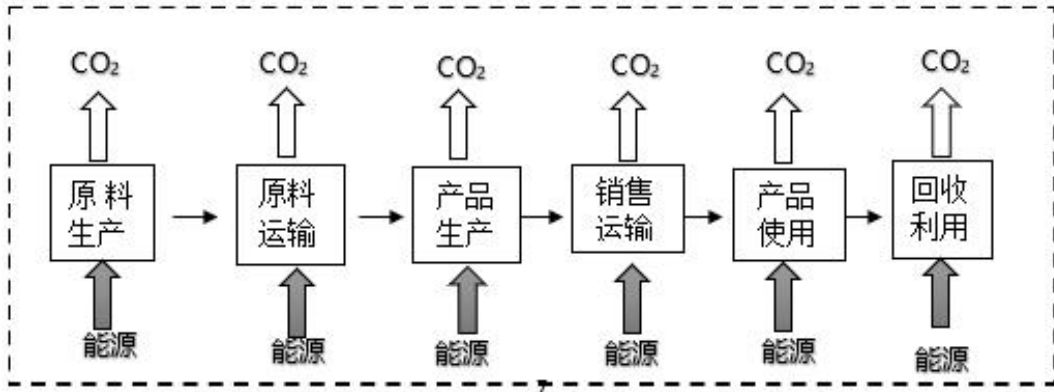 CO₂ CO₂ CO₂ CO₂ CO₂ CO₂
原料 原料 产品 销售 产品 回收
生产 运输 生产 运输 使用 利用
能源 能源 能源 能源 能源 能源